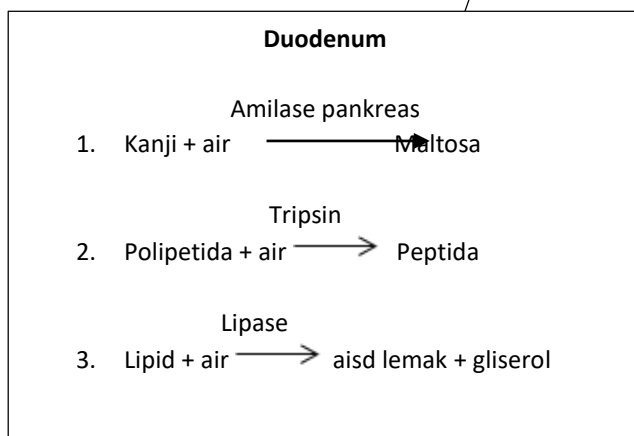 Duodenum
Amilase pankreas
1. Kanji + air Maltosa
Tripsin
2. Polipetida + air Peptida
Lipase
3. Lipid + air aisd lemak + gliserol